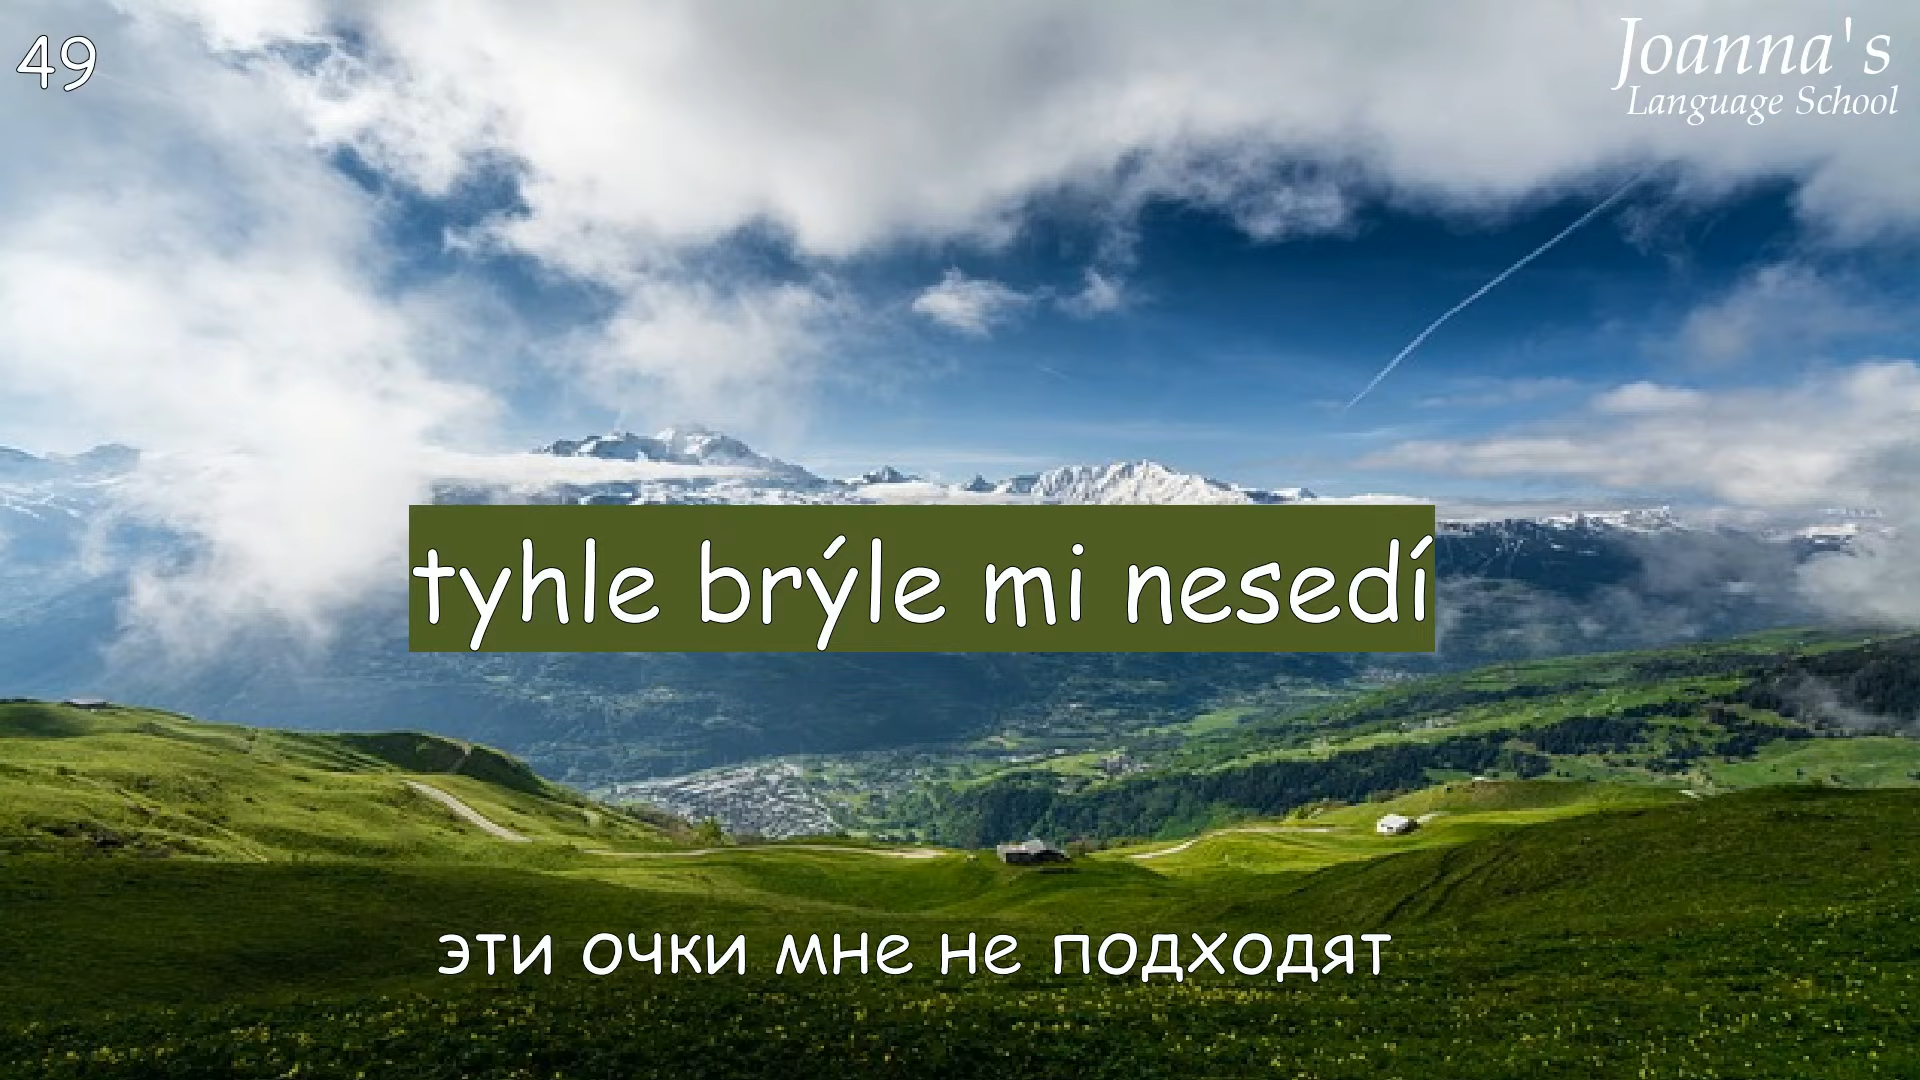 49
Joanna's
Language School
tyhle brýle mi nesedí
эти очки мне не подходят